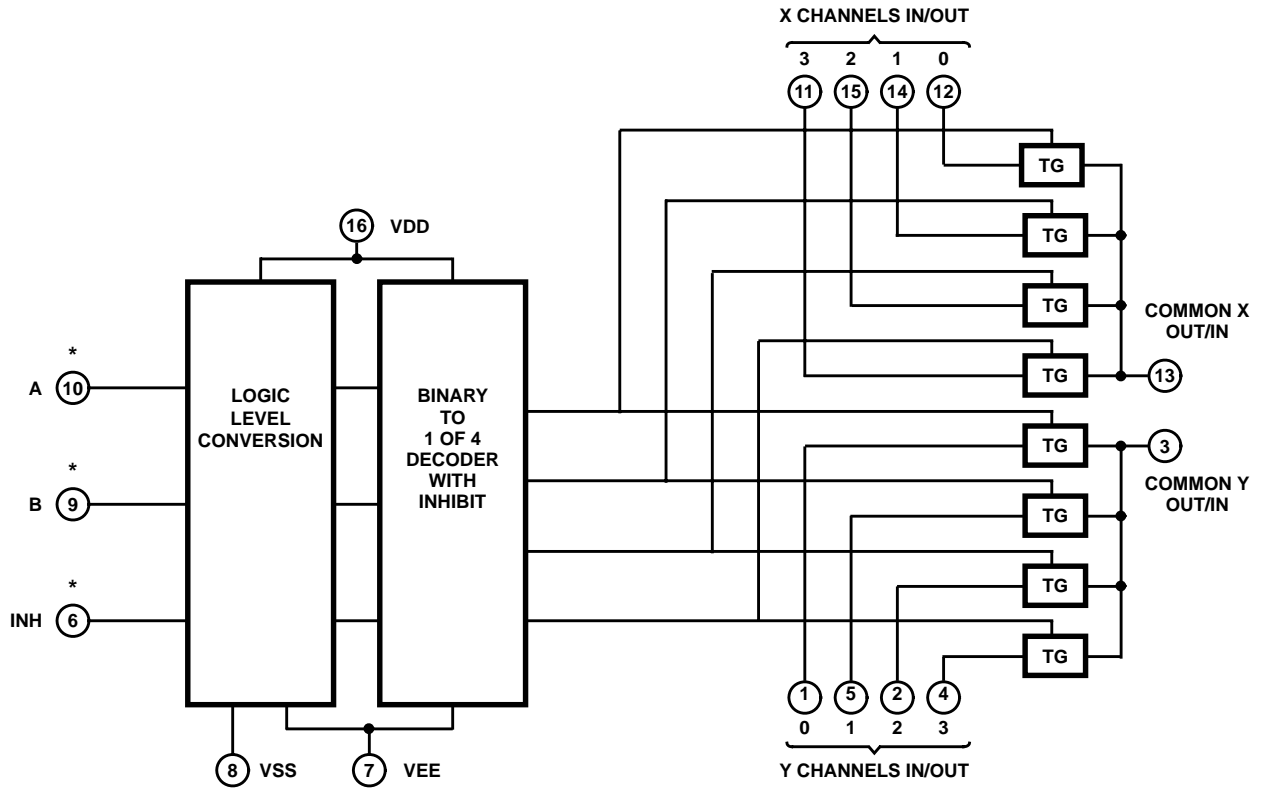 X CHANNELS IN/OUT
3 2 1 0
11 15 14 12
TG
16 VDD
TG
TG
COMMON X
OUT/IN
*
A 10
LOGIC
LEVEL
CONVERSION
BINARY
TO
1 OF 4
DECODER
WITH
INHIBIT
TG
13
TG
3
*
B 9
COMMON Y
OUT/IN
TG
*
INH 6
TG
TG
1 5 2 4
0 1 2 3
8 VSS
7 VEE
Y CHANNELS IN/OUT